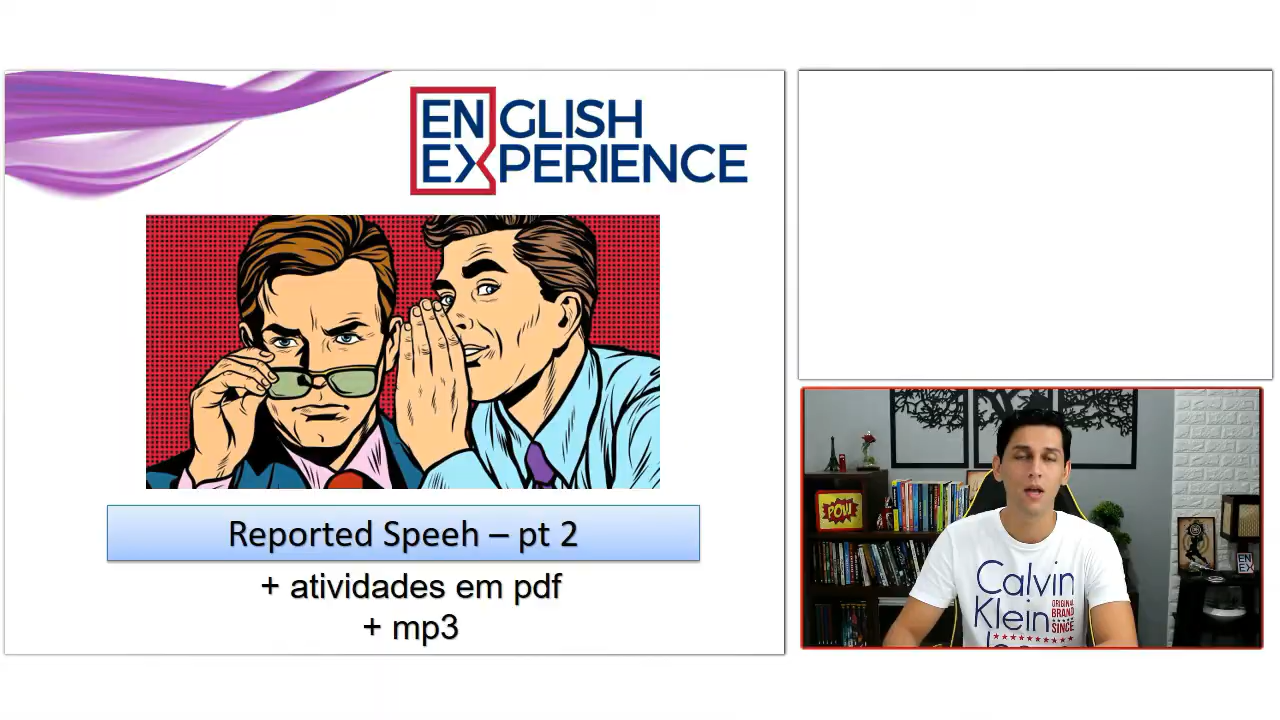 ENGLISH
EXPERIENCE
Reported Speeh – pt 2
+ atividades em pdf
+ mp3
POW
Calvin
Klein
ORIGINAL
BRAND
SINCE
EN
EX